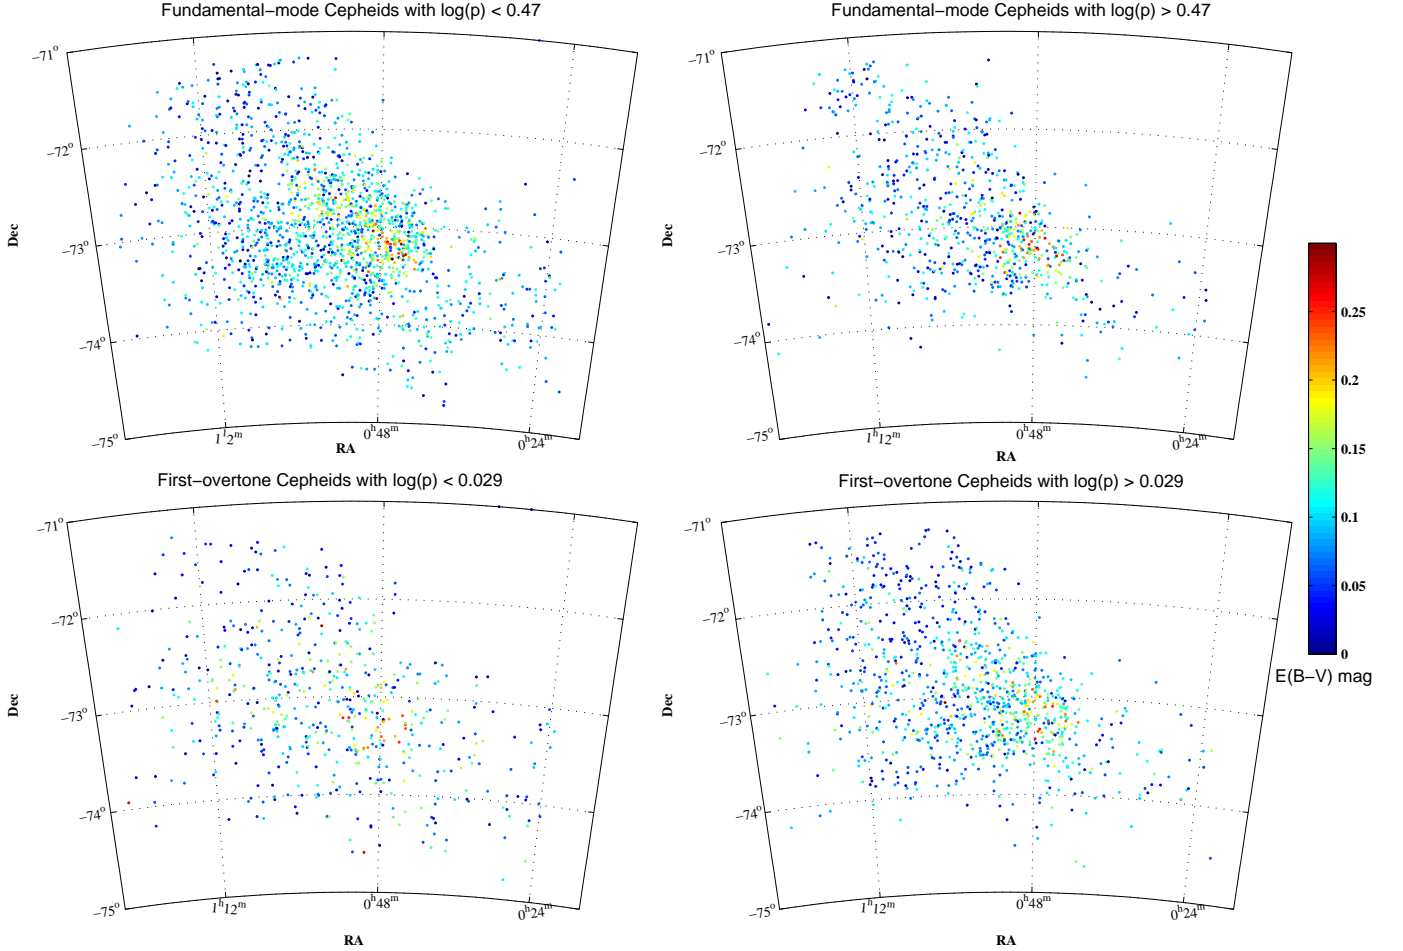 Fundamental−mode Cepheids with log(p) < 0.47
−71°
−72°
−73°
−74°
−75°
Dec
1ʰ12ᵐ
0ʰ48ᵐ
0ʰ24ᵐ
RA
Fundamental−mode Cepheids with log(p) > 0.47
−71°
−72°
−73°
−74°
−75°
Dec
1ʰ12ᵐ
0ʰ48ᵐ
0ʰ24ᵐ
RA
First−overtone Cepheids with log(p) < 0.029
−71°
−72°
−73°
−74°
−75°
Dec
1ʰ12ᵐ
0ʰ48ᵐ
0ʰ24ᵐ
RA
First−overtone Cepheids with log(p) > 0.029
−71°
−72°
−73°
−74°
−75°
Dec
1ʰ12ᵐ
0ʰ48ᵐ
0ʰ24ᵐ
RA
0.25
0.2
0.15
0.1
0.05
0
E(B−V) mag